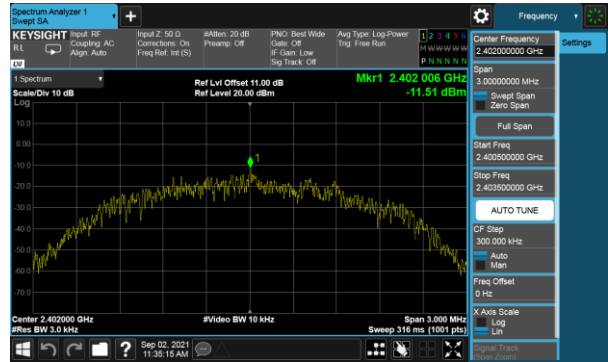 Spectrum Analyzer 1
Swept SA
+
Frequency
KEYSIGHT
RL
Input: RF
Coupling: AC
Align: Auto
Input Z: 50 Ω
Corrections: On
Freq Ref: Int (S)
#Atten: 20 dB
Preamp: Off
PNO: Best Wide
Gate: Off
IF Gain: Low
Sig Track: Off
Avg Type: Log-Power
Trig: Free Run
1 2 3 4 5 6
M W W W W W
P N N N N N
LXI
1 Spectrum
Scale/Div 10 dB
Log
Ref Lvl Offset 11.00 dB
Ref Level 20.00 dBm
Mkr1 2.402 006 GHz
-11.51 dBm
10.0
0.00
-10.0
-20.0
-30.0
-40.0
-50.0
-60.0
-70.0
1
Center 2.402000 GHz
#Res BW 3.0 kHz
#Video BW 10 kHz
Span 3.000 MHz
Sweep 316 ms (1001 pts)
?
Sep 02, 2021
11:35:15 AM
Center Frequency
2.402000000 GHz
Span
3.00000000 MHz
Swept Span
Zero Span
Full Span
Start Freq
2.400500000 GHz
Stop Freq
2.403500000 GHz
AUTO TUNE
CF Step
300.000 kHz
Auto
Man
Freq Offset
0 Hz
X Axis Scale
Log
Lin
Signal Track
(Span Zoom)
Settings